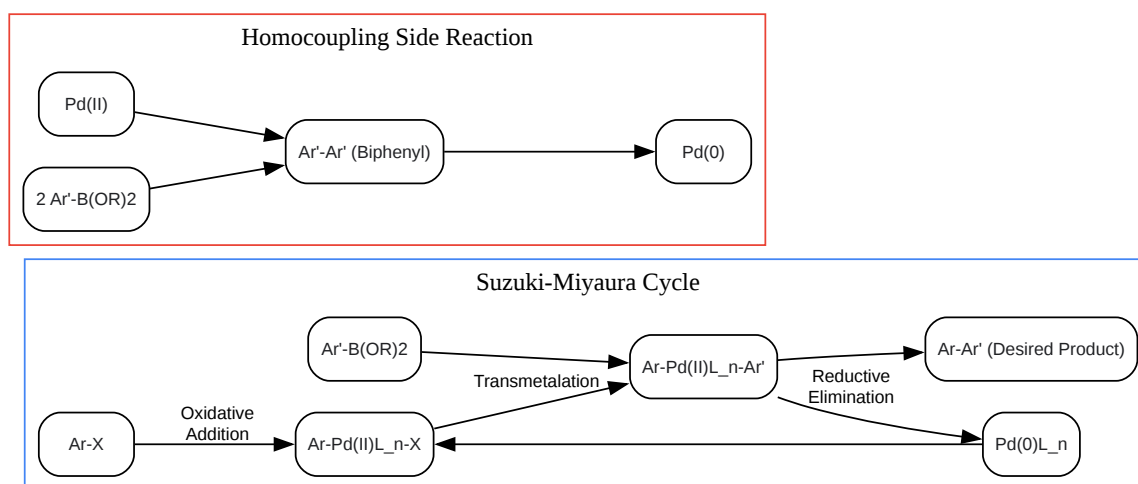 Homocoupling Side Reaction
Pd(II)
Ar'-Ar' (Biphenyl)
Pd(0)
2 Ar'-B(OR)2
Suzuki-Miyaura Cycle
Ar'-B(OR)2
Ar-Pd(II)L_n-Ar'
Ar-Ar' (Desired Product)
Transmetalation
Reductive
Elimination
Oxidative
Addition
Ar-X
Ar-Pd(II)L_n-X
Pd(0)L_n